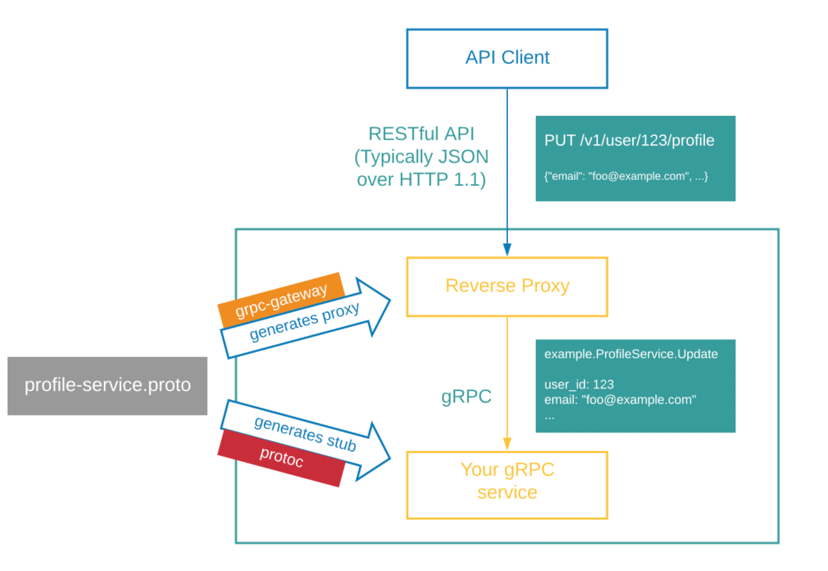 API Client
RESTful API
(Typically JSON
over HTTP 1.1)
PUT /v1/user/123/profile
{"email": "foo@example.com", ...}
grpc-gateway
generates proxy
Reverse Proxy
profile-service.proto
example.ProfileService.Update
user_id: 123
email: "foo@example.com"
...
gRPC
generates stub
protoc
Your gRPC
service